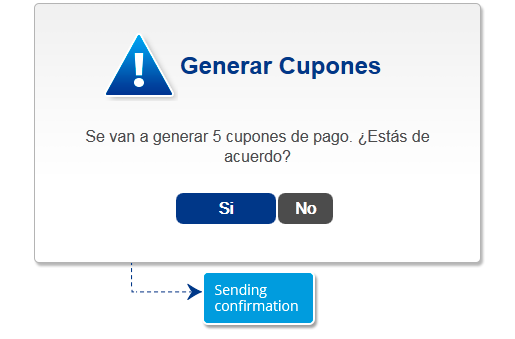 Generar Cupones
Se van a generar 5 cupones de pago. ¿Estás de
acuerdo?
Si No
Sending
confirmation